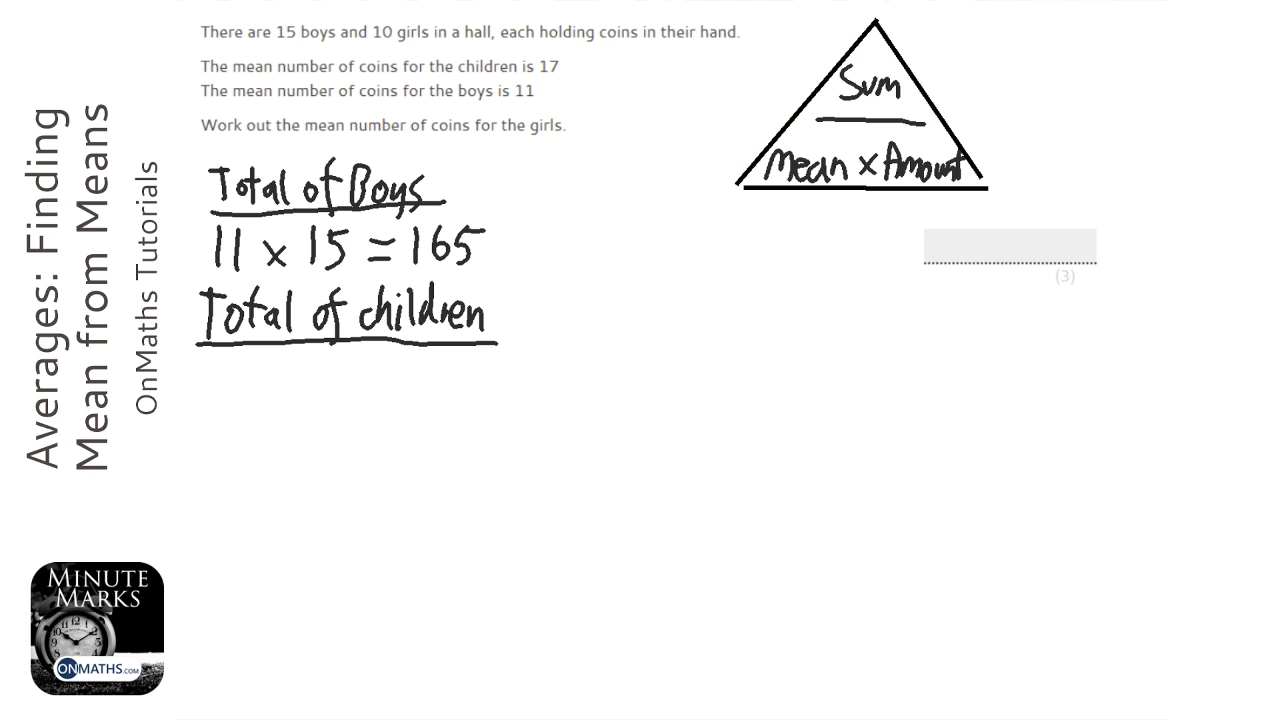 There are 15 boys and 10 girls in a hall, each holding coins in their hand.
The mean number of coins for the children is 17
The mean number of coins for the boys is 11
Work out the mean number of coins for the girls.
Total of Boys
11 × 15 = 165
Total of children
Sum
Mean × Amount
(3)
Averages: Finding
Mean from Means
OnMaths Tutorials
MINUTE
MARKS
ONMATHS.COM